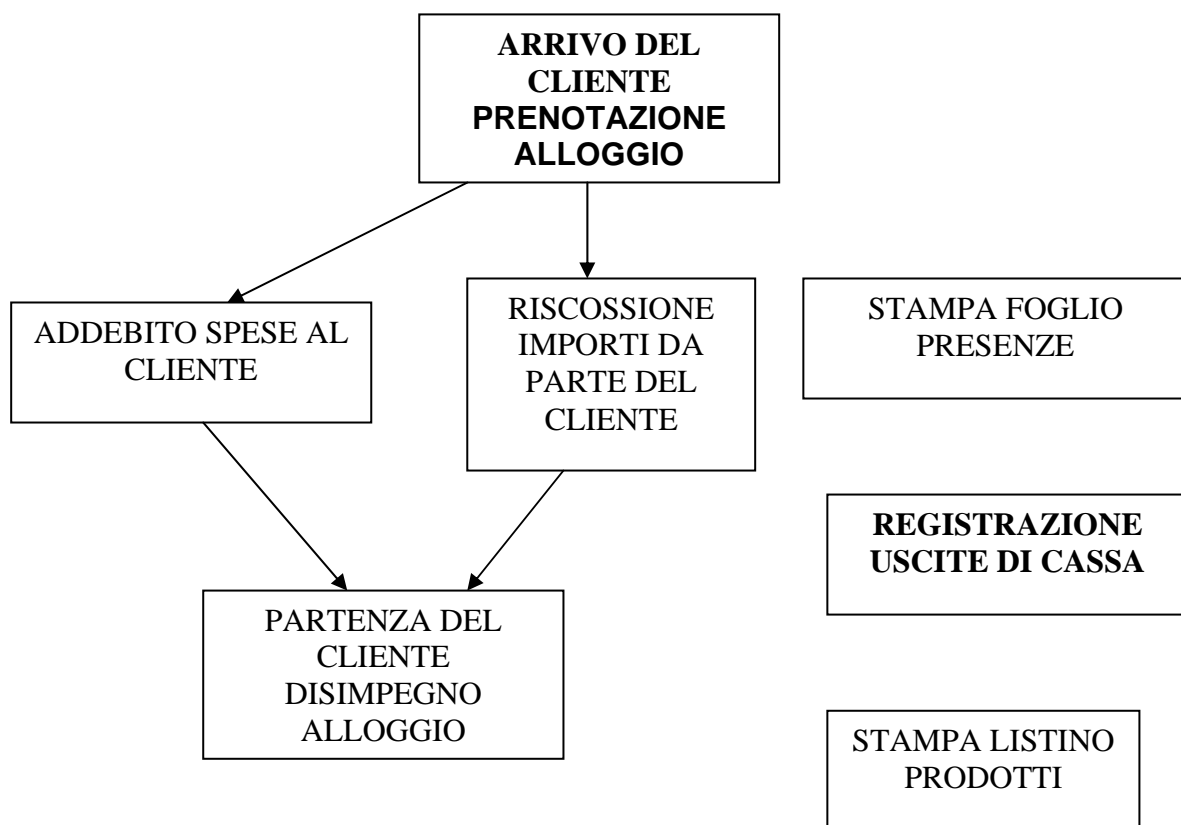 ARRIVO DEL
CLIENTE
PRENOTAZIONE
ALLOGGIO
ADDEBITO SPESE AL
CLIENTE
RISCOSSIONE
IMPORTI DA
PARTE DEL
CLIENTE
STAMPA FOGLIO
PRESENZE
REGISTRAZIONE
USCITE DI CASSA
PARTENZA DEL
CLIENTE
DISIMPEGNO
ALLOGGIO
STAMPA LISTINO
PRODOTTI